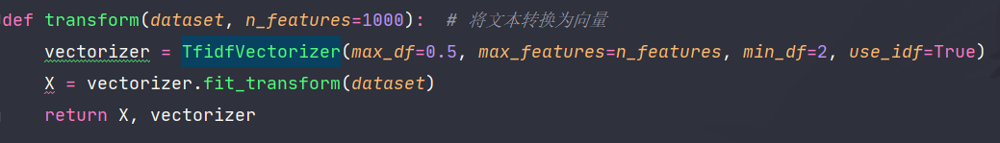 def transform(dataset, n_features=1000):  # 将文本转换为向量
    vectorizer = TfidfVectorizer(max_df=0.5, max_features=n_features, min_df=2, use_idf=True)
    X = vectorizer.fit_transform(dataset)
    return X, vectorizer